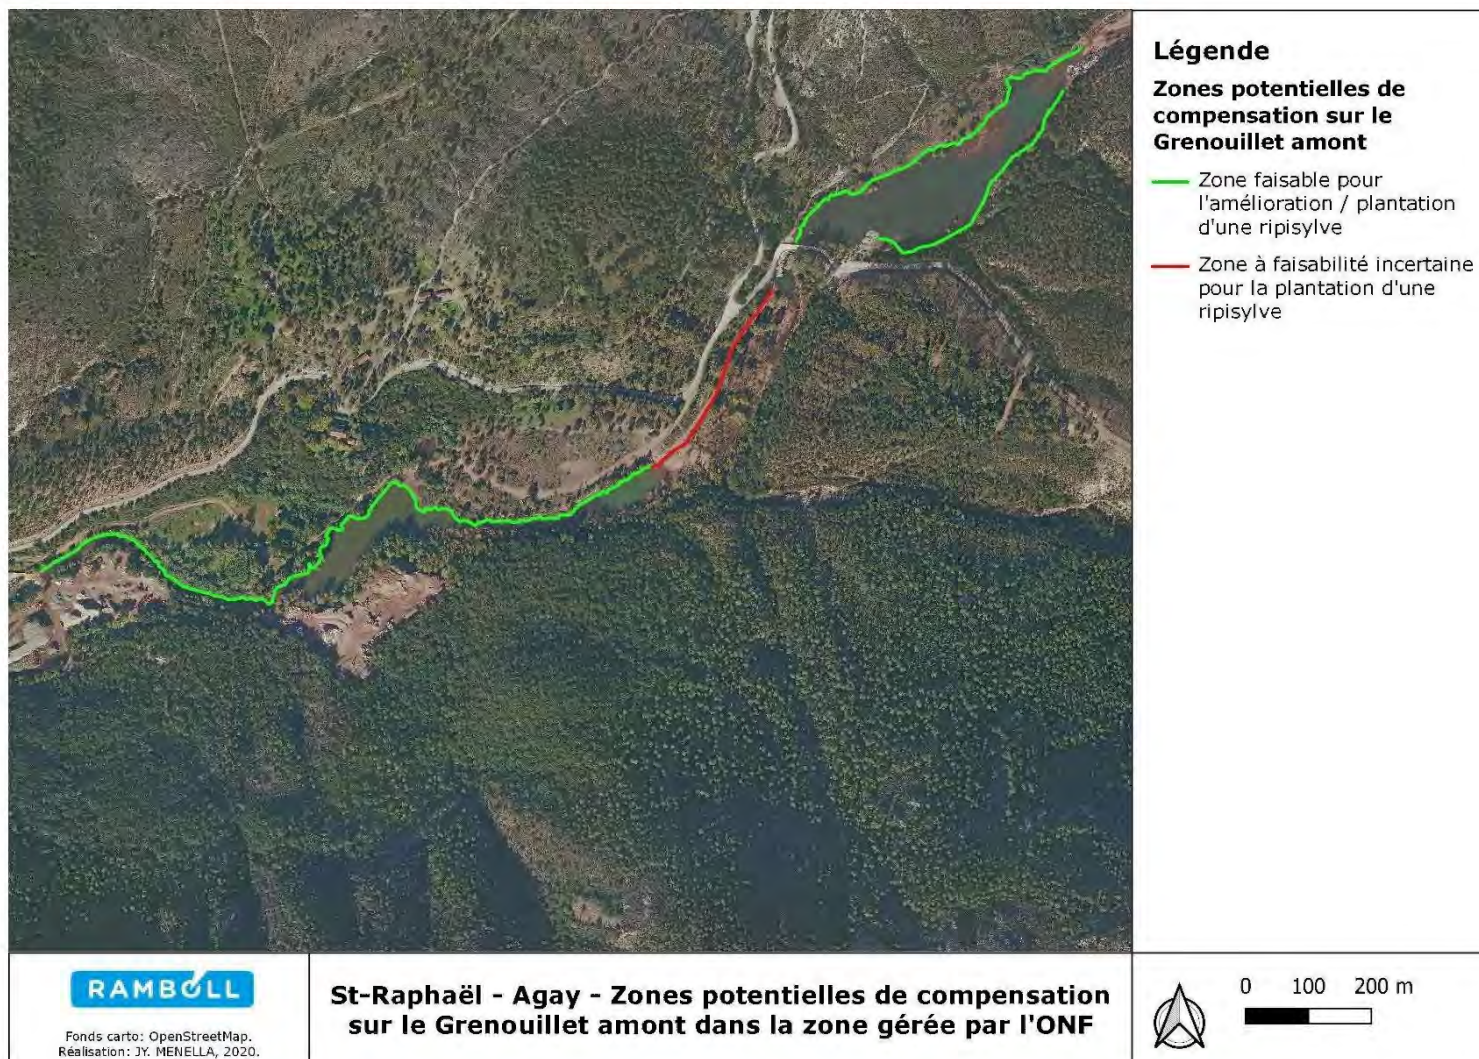 Légende
Zones potentielles de
compensation sur le
Grenouillet amont
Zone faisable pour
l'amélioration / plantation
d'une ripisylve
Zone à faisabilité incertaine
pour la plantation d'une
ripisylve
RAMBOLL
Fonds carto: OpenStreetMap.
Réalisation: JY. MENELLA, 2020.
St-Raphaël - Agay - Zones potentielles de compensation
sur le Grenouillet amont dans la zone gérée par l'ONF
0 100 200 m